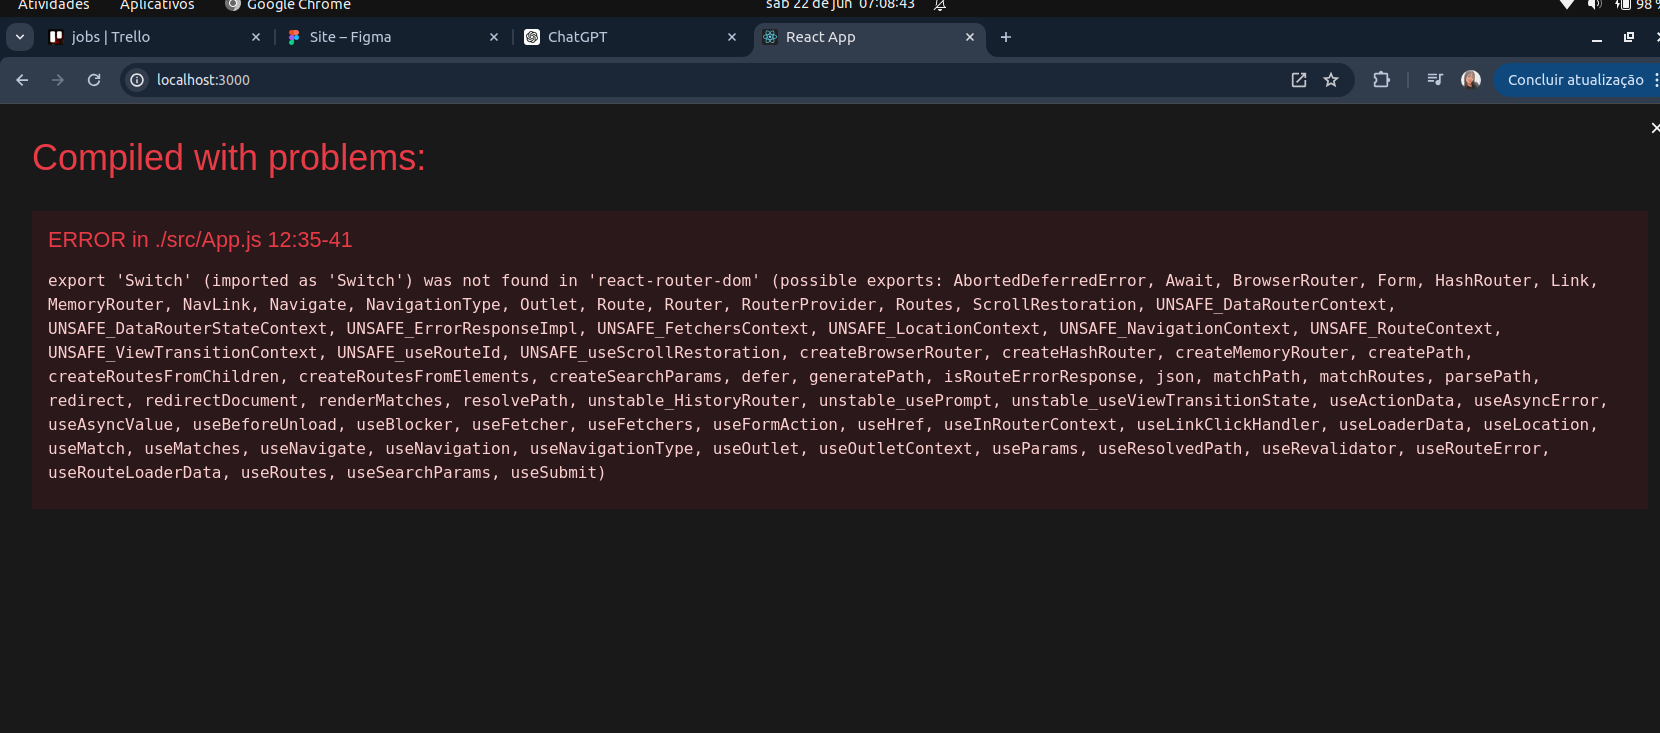 Atividades Aplicativos Google Chrome sáb 22 de jun 07:08:43 98 %
jobs | Trello Site – Figma ChatGPT React App
localhost:3000 Concluir atualização
Compiled with problems:
ERROR in ./src/App.js 12:35-41
export 'Switch' (imported as 'Switch') was not found in 'react-router-dom' (possible exports: AbortedDeferredError, Await, BrowserRouter, Form, HashRouter, Link,
MemoryRouter, NavLink, Navigate, NavigationType, Outlet, Route, Router, RouterProvider, Routes, ScrollRestoration, UNSAFE_DataRouterContext,
UNSAFE_DataRouterStateContext, UNSAFE_ErrorResponseImpl, UNSAFE_FetchersContext, UNSAFE_LocationContext, UNSAFE_NavigationContext, UNSAFE_RouteContext,
UNSAFE_ViewTransitionContext, UNSAFE_useRouteId, UNSAFE_useScrollRestoration, createBrowserRouter, createHashRouter, createMemoryRouter, createPath,
createRoutesFromChildren, createRoutesFromElements, createSearchParams, defer, generatePath, isRouteErrorResponse, json, matchPath, matchRoutes, parsePath,
redirect, redirectDocument, renderMatches, resolvePath, unstable_HistoryRouter, unstable_usePrompt, unstable_useViewTransitionState, useActionData, useAsyncError,
useAsyncValue, useBeforeUnload, useBlocker, useFetcher, useFetchers, useFormAction, useHref, useInRouterContext, useLinkClickHandler, useLoaderData, useLocation,
useMatch, useMatches, useNavigate, useNavigation, useNavigationType, useOutlet, useOutletContext, useParams, useResolvedPath, useRevalidator, useRouteError,
useRouteLoaderData, useRoutes, useSearchParams, useSubmit)